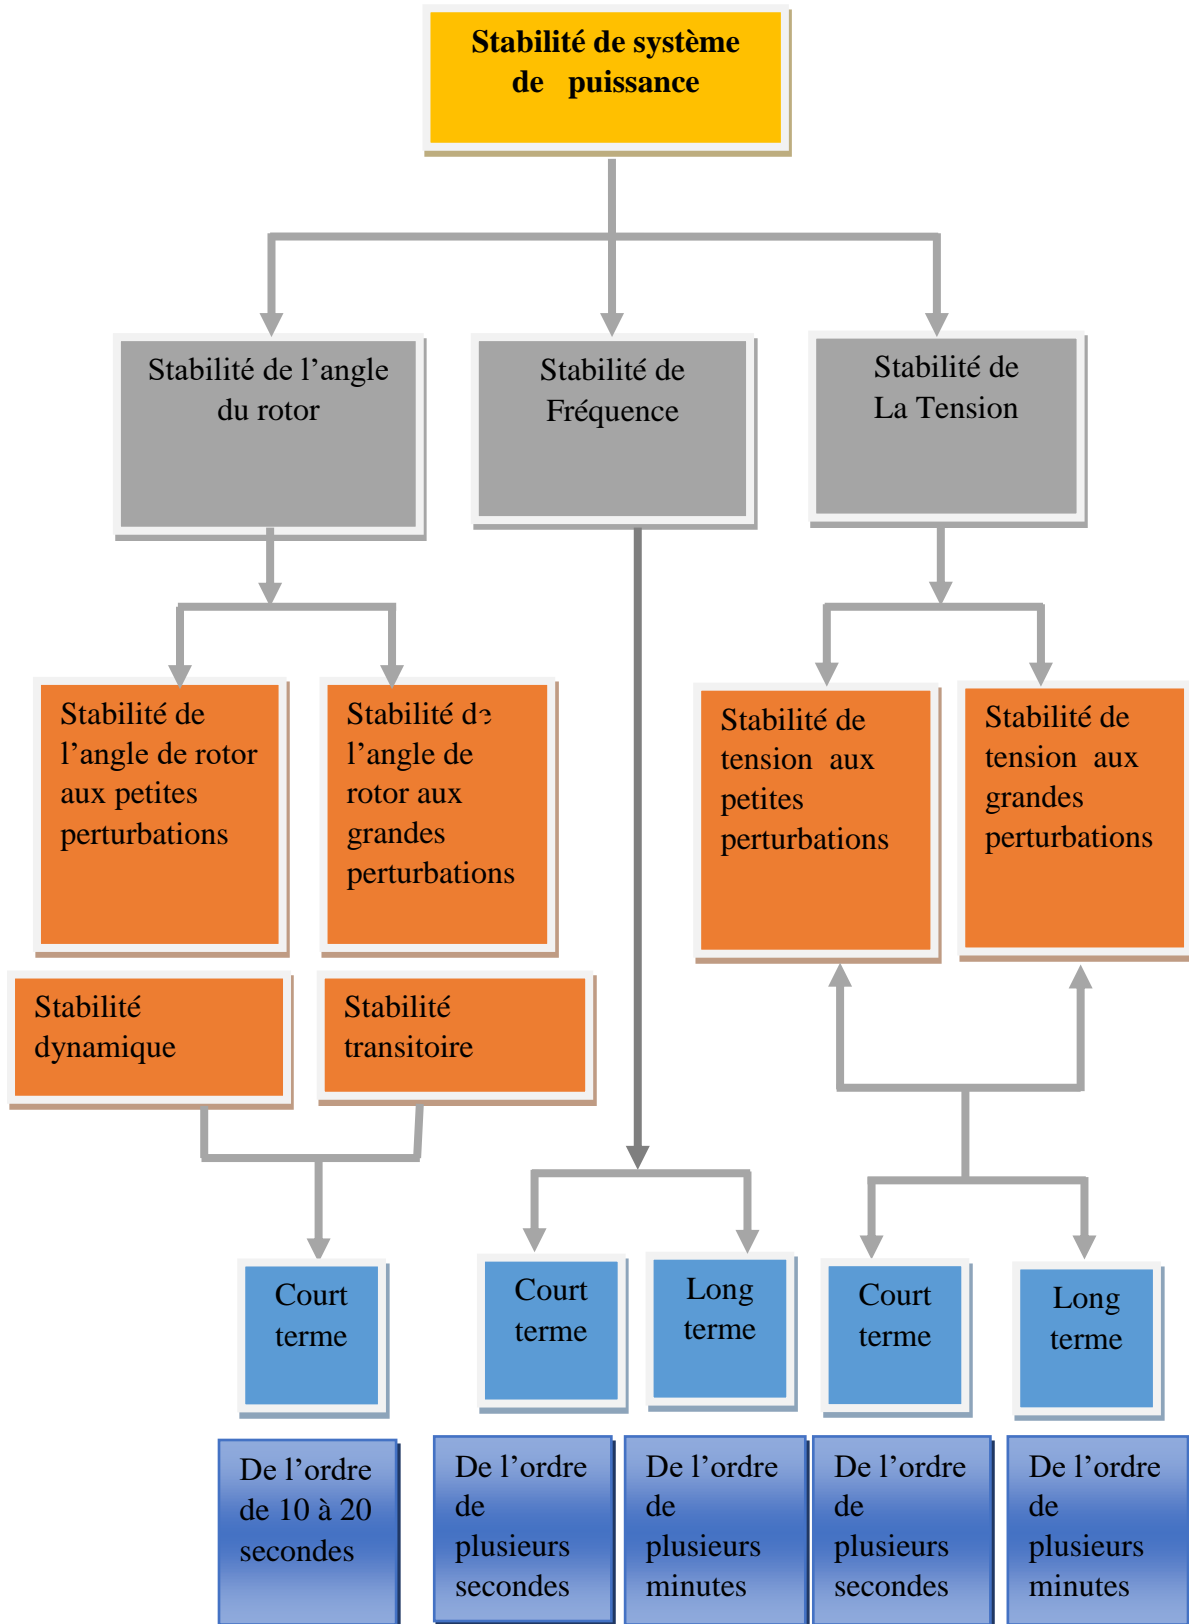 Stabilité de système
de puissance
Stabilité de l’angle
du rotor
Stabilité de
Fréquence
Stabilité de
La Tension
Stabilité de
l’angle de rotor
aux petites
perturbations
Stabilité de
l’angle de
rotor aux
grandes
perturbations
Stabilité de
tension aux
petites
perturbations
Stabilité de
tension aux
grandes
perturbations
Stabilité
dynamique
Stabilité
transitoire
Court
terme
Court
terme
Long
terme
Court
terme
Long
terme
De l’ordre
de 10 à 20
secondes
De l’ordre
de
plusieurs
secondes
De l’ordre
de
plusieurs
minutes
De l’ordre
de
plusieurs
secondes
De l’ordre
de
plusieurs
minutes